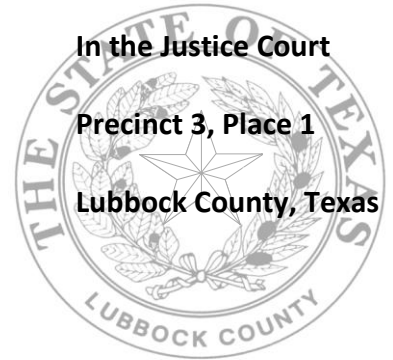 THE STATE OF TEXAS
In the Justice Court
Precinct 3, Place 1
Lubbock County, Texas
LUBBOCK COUNTY